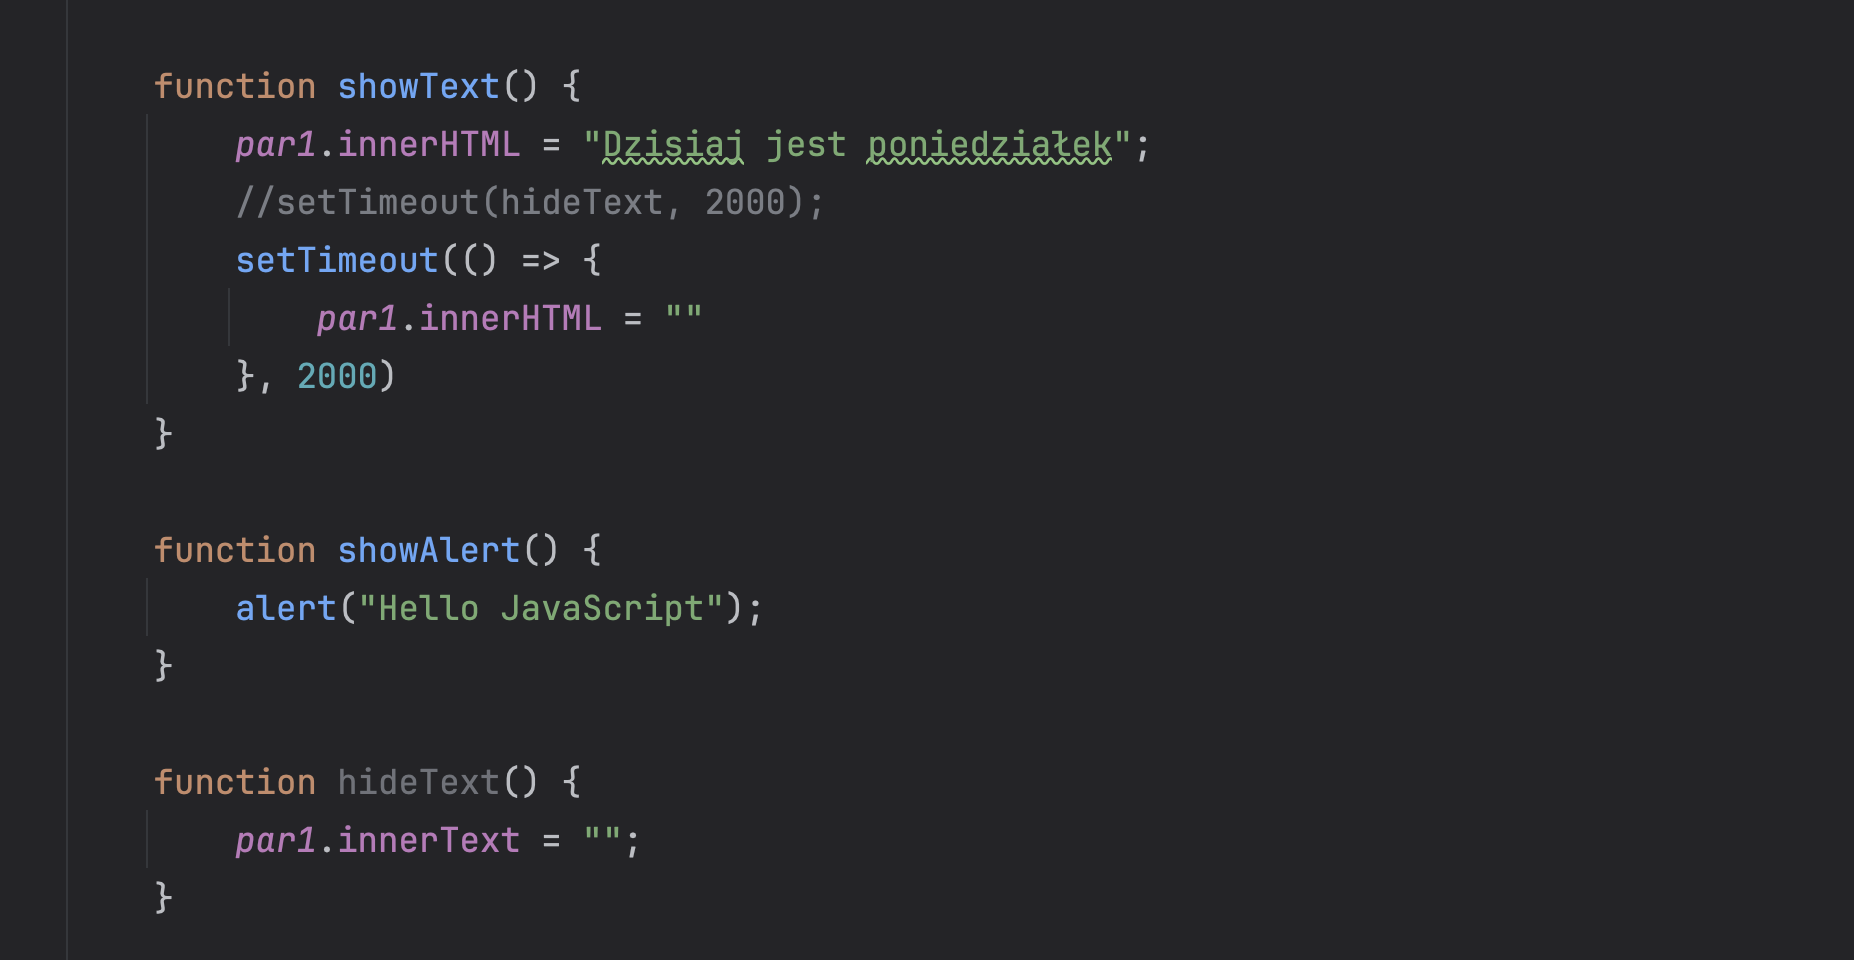 function showText() {
    par1.innerHTML = "Dzisiaj jest poniedziałek";
    //setTimeout(hideText, 2000);
    setTimeout(() => {
        par1.innerHTML = ""
    }, 2000)
}

function showAlert() {
    alert("Hello JavaScript");
}

function hideText() {
    par1.innerText = "";
}